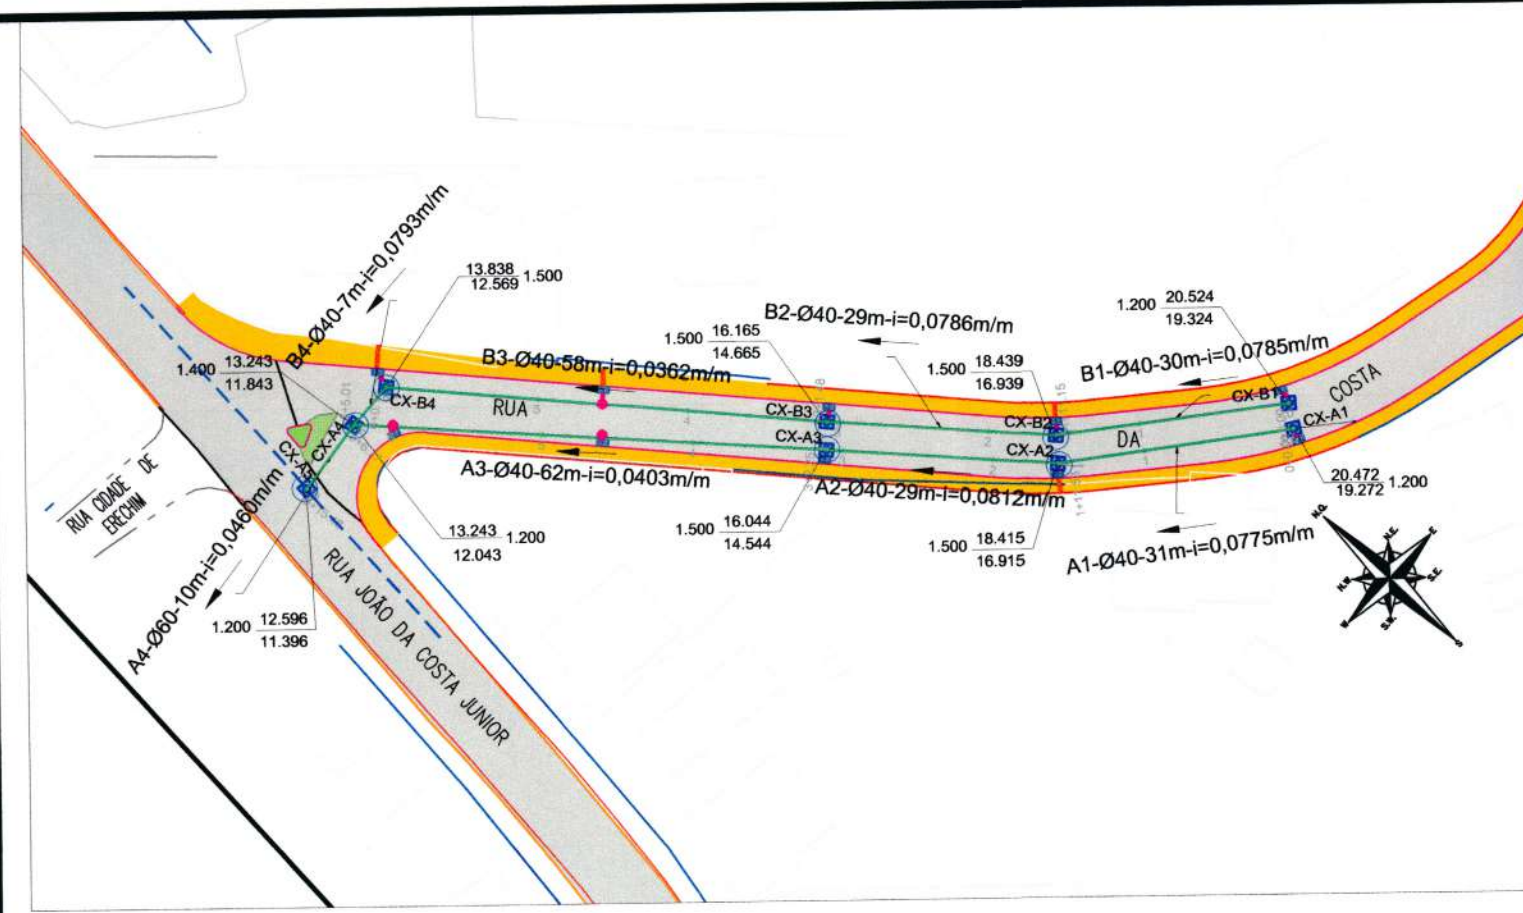 B4-Ø40-7m-i=0,0793m/m
13.838
12.569
1.500
B2-Ø40-29m-i=0,0786m/m
1.500
16.165
14.665
1.200
20.524
19.324
1.400
13.243
11.843
B3-Ø40-58m-i=0,0362m/m
1.500
18.439
16.939
B1-Ø40-30m-i=0,0785m/m
CX-B4
RUA
CX-B3
CX-B2
CX-B1
COSTA
CX-A4
CX-A3
CX-A2
DA
CX-A1
CX-A5
A3-Ø40-62m-i=0,0403m/m
A2-Ø40-29m-i=0,0812m/m
20.472
19.272
1.200
RUA CIDADE DE
ERECHIM
A4-Ø60-10m-i=0,0460m/m
13.243
12.043
1.200
1.500
16.044
14.544
1.500
18.415
16.915
A1-Ø40-31m-i=0,0775m/m
RUA JOÃO DA COSTA JUNIOR
1.200
12.596
11.396
N.O.
N.E.
E
S.E.
S
S.W.
W
N.W.